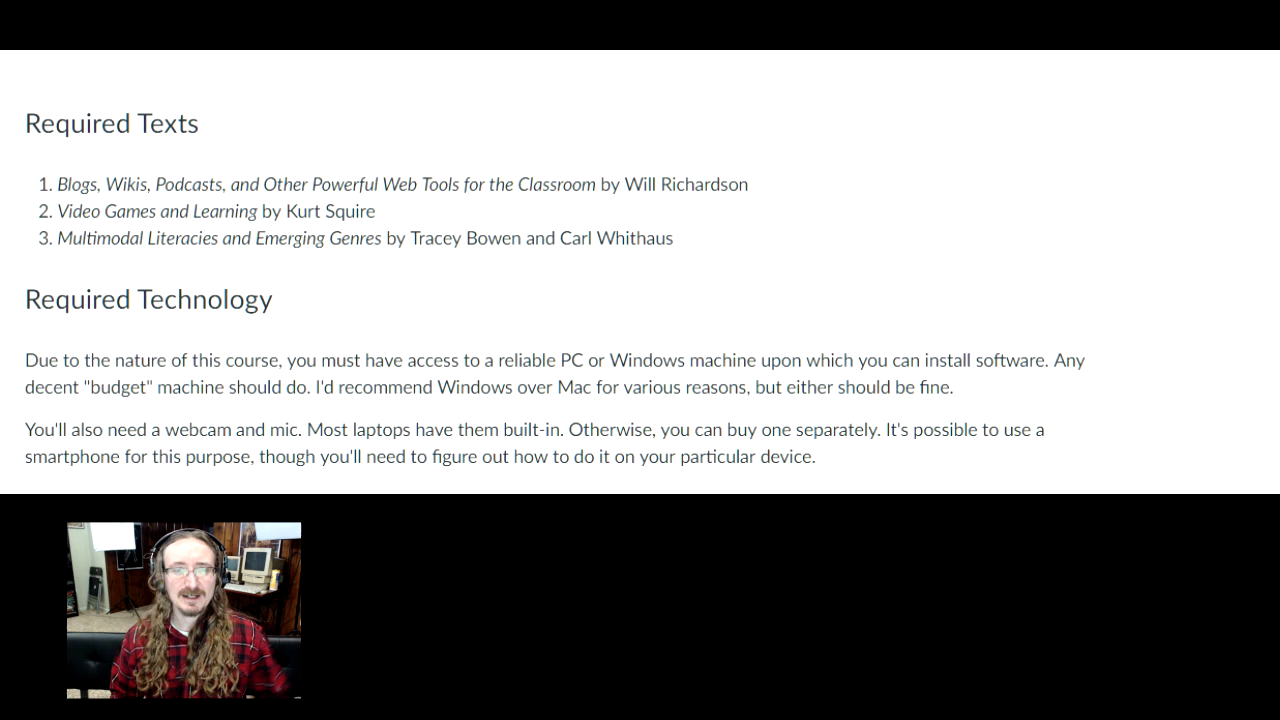 Required Texts
1. Blogs, Wikis, Podcasts, and Other Powerful Web Tools for the Classroom by Will Richardson
2. Video Games and Learning by Kurt Squire
3. Multimodal Literacies and Emerging Genres by Tracey Bowen and Carl Whithaus
Required Technology
Due to the nature of this course, you must have access to a reliable PC or Windows machine upon which you can install software. Any
decent "budget" machine should do. I'd recommend Windows over Mac for various reasons, but either should be fine.
You'll also need a webcam and mic. Most laptops have them built-in. Otherwise, you can buy one separately. It's possible to use a
smartphone for this purpose, though you'll need to figure out how to do it on your particular device.